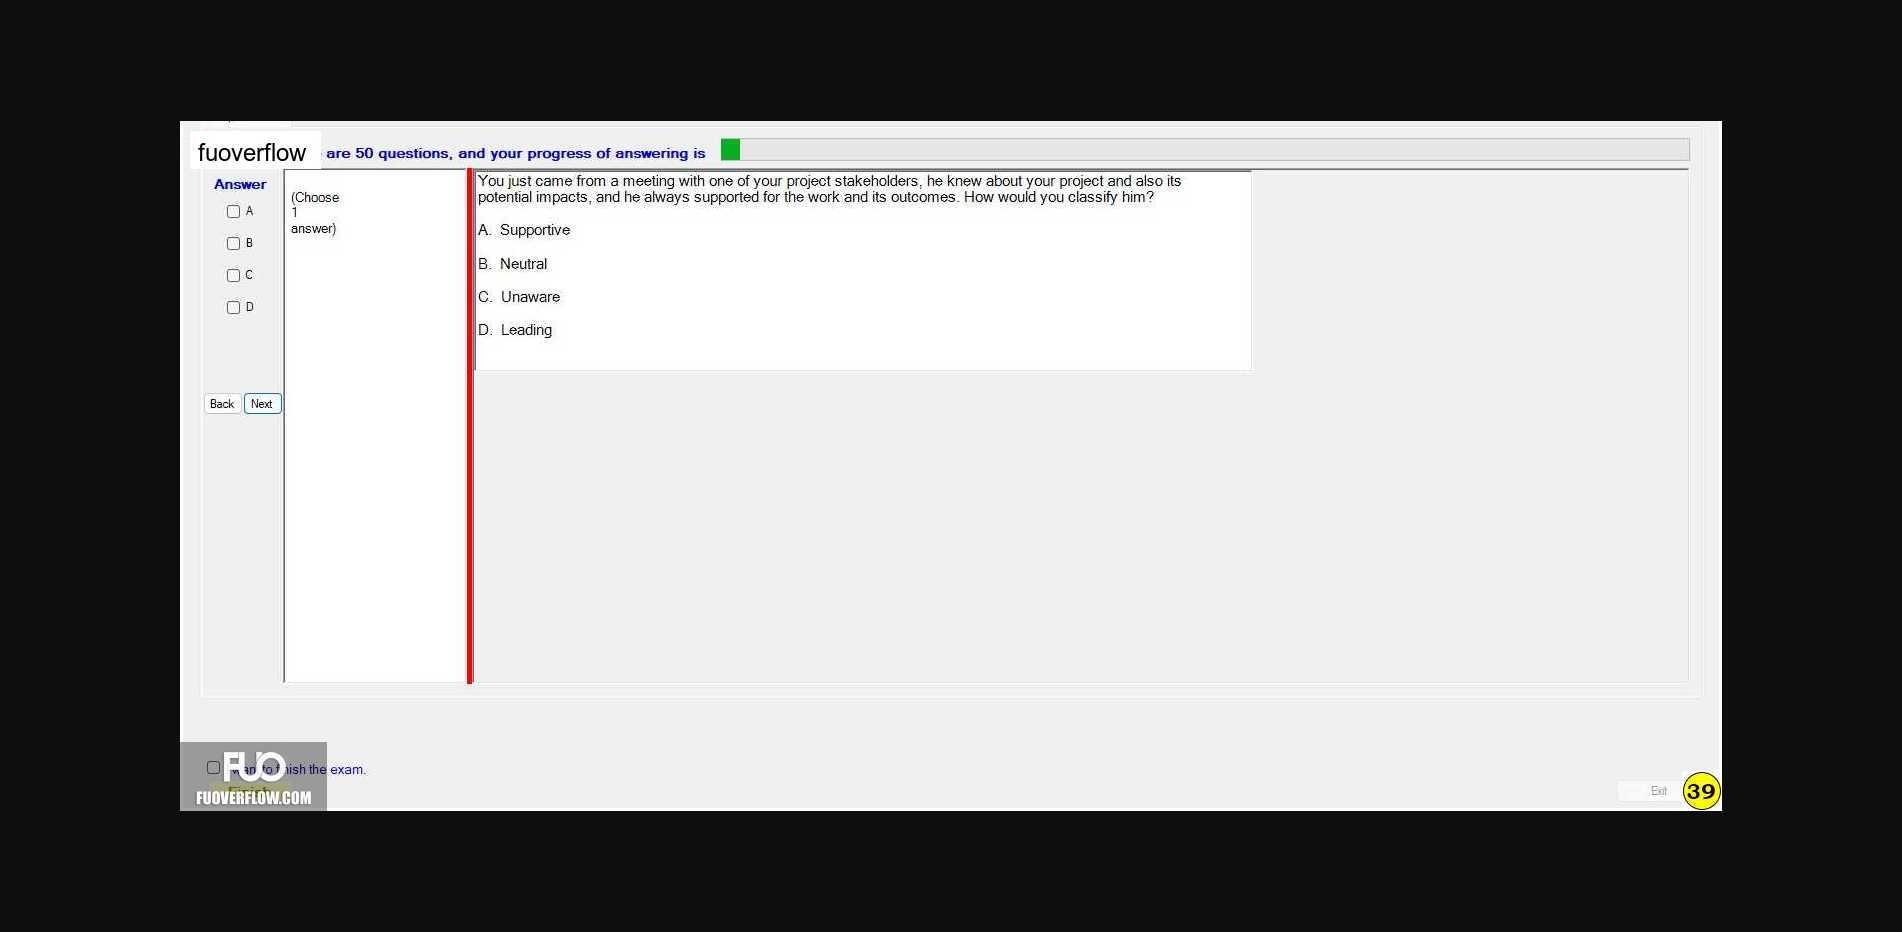 fuoverflow are 50 questions, and your progress of answering is
Answer
A
B
C
D
Back Next
(Choose
1
answer)
You just came from a meeting with one of your project stakeholders, he knew about your project and also its
potential impacts, and he always supported for the work and its outcomes. How would you classify him?
A. Supportive
B. Neutral
C. Unaware
D. Leading
FUO
want to finish the exam.
Finish
FUOVERFLOW.COM
Exit
39